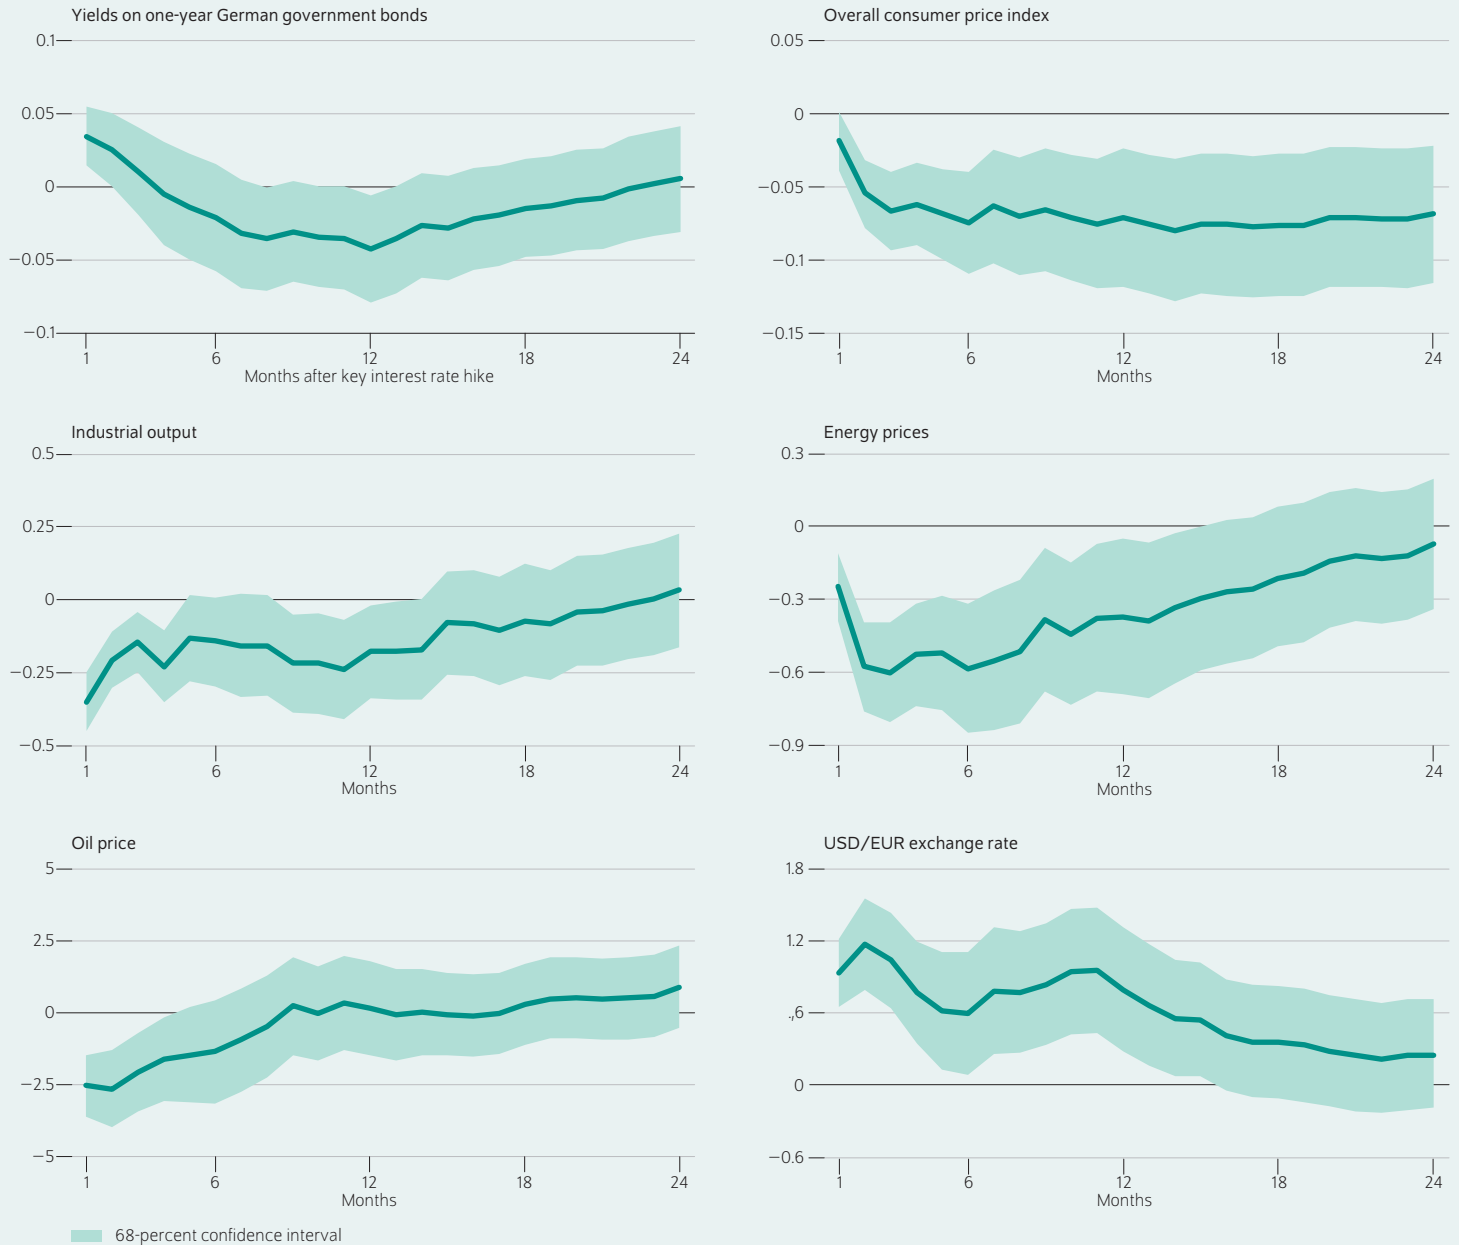 Yields on one-year German government bonds
0.1
0.05
0
−0.05
−0.1
1 6 12 18 24
Months after key interest rate hike
Overall consumer price index
0.05
0
−0.05
−0.1
−0.15
1 6 12 18 24
Months
Industrial output
0.5
0.25
0
−0.25
−0.5
1 6 12 18 24
Months
Energy prices
0.3
0
−0.3
−0.6
−0.9
1 6 12 18 24
Months
Oil price
5
2.5
0
−2.5
−5
1 6 12 18 24
Months
USD/EUR exchange rate
1.8
1.2
.,6
0
−0.6
1 6 12 18 24
Months
68-percent confidence interval